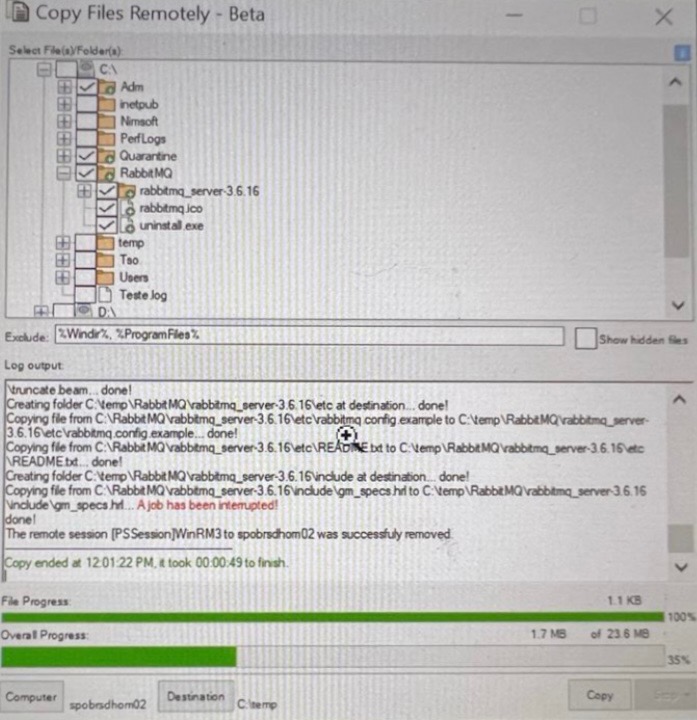 Copy Files Remotely - Beta
Select File(s)/Folder(s):
C:\
Adm
inetpub
Nimsoft
PerfLogs
Quarantine
RabbitMQ
rabbitmq_server-3.6.16
rabbitmq.ico
uninstall.exe
temp
Tso
Users
Teste.log
D:\
Exclude: %Windir%, %ProgramFiles%
Show hidden files
Log output:
\truncate.beam... done!
Creating folder C:\temp\RabbitMQ\rabbitmq_server-3.6.16\etc at destination... done!
Copying file from C:\RabbitMQ\rabbitmq_server-3.6.16\etc\rabbitmq.config.example to C:\temp\RabbitMQ\rabbitmq_server-
3.6.16\etc\rabbitmq.config.example... done!
Copying file from C:\RabbitMQ\rabbitmq_server-3.6.16\etc\README.txt to C:\temp\RabbitMQ\rabbitmq_server-3.6.16\etc
\README.txt... done!
Creating folder C:\temp\RabbitMQ\rabbitmq_server-3.6.16\include at destination... done!
Copying file from C:\RabbitMQ\rabbitmq_server-3.6.16\include\gm_specs.hrl to C:\temp\RabbitMQ\rabbitmq_server-3.6.16
\include\gm_specs.hrl... A job has been interrupted!
done!
The remote session [PSSession]WinRM3 to spobrsdhom02 was successfuly removed.
Copy ended at 12:01:22 PM, it took 00:00:49 to finish.
File Progress: 1.1 KB
100%
Overall Progress: 1.7 MB of 23.6 MB
35%
Computer spobrsdhom02 Destination C:\temp Copy